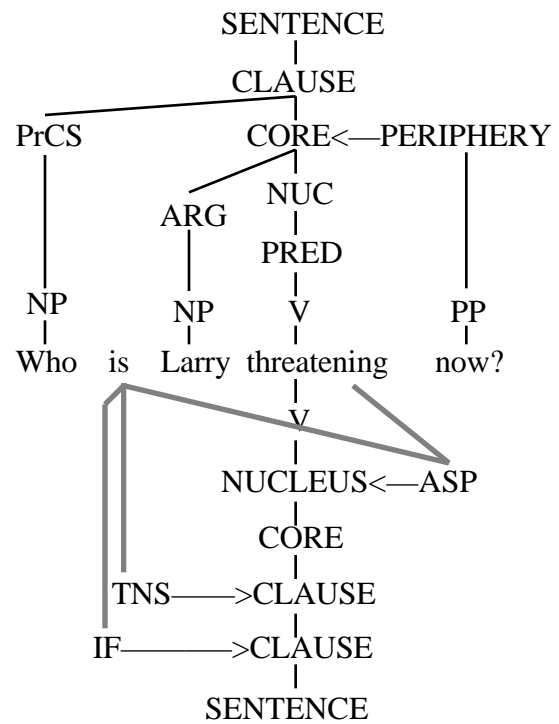 SENTENCE
CLAUSE
PrCS CORE<—PERIPHERY
NUC
ARG
PRED
NP NP V PP
Who is Larry threatening now?
V
NUCLEUS<—ASP
CORE
TNS——>CLAUSE
IF———>CLAUSE
SENTENCE